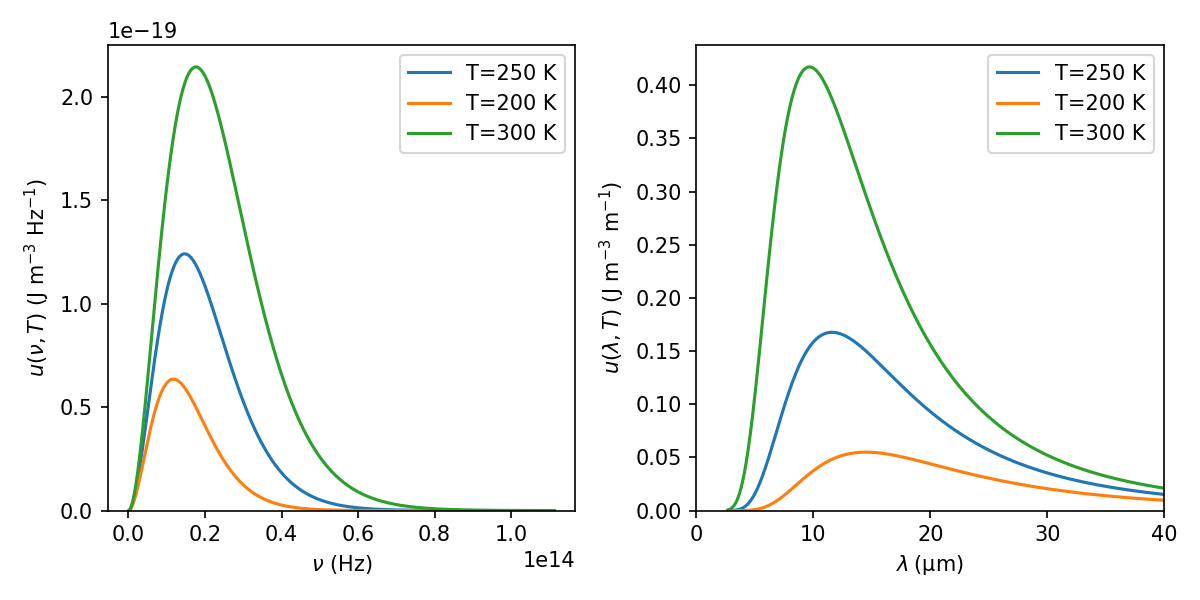 1e−19
2.0
1.5
1.0
0.5
0.0
u(ν, T) (J m⁻³ Hz⁻¹)
T=250 K
T=200 K
T=300 K
0.0 0.2 0.4 0.6 0.8 1.0
1e14
ν (Hz)
0.40
0.35
0.30
0.25
0.20
0.15
0.10
0.05
0.00
u(λ, T) (J m⁻³ m⁻¹)
T=250 K
T=200 K
T=300 K
0 10 20 30 40
λ (µm)